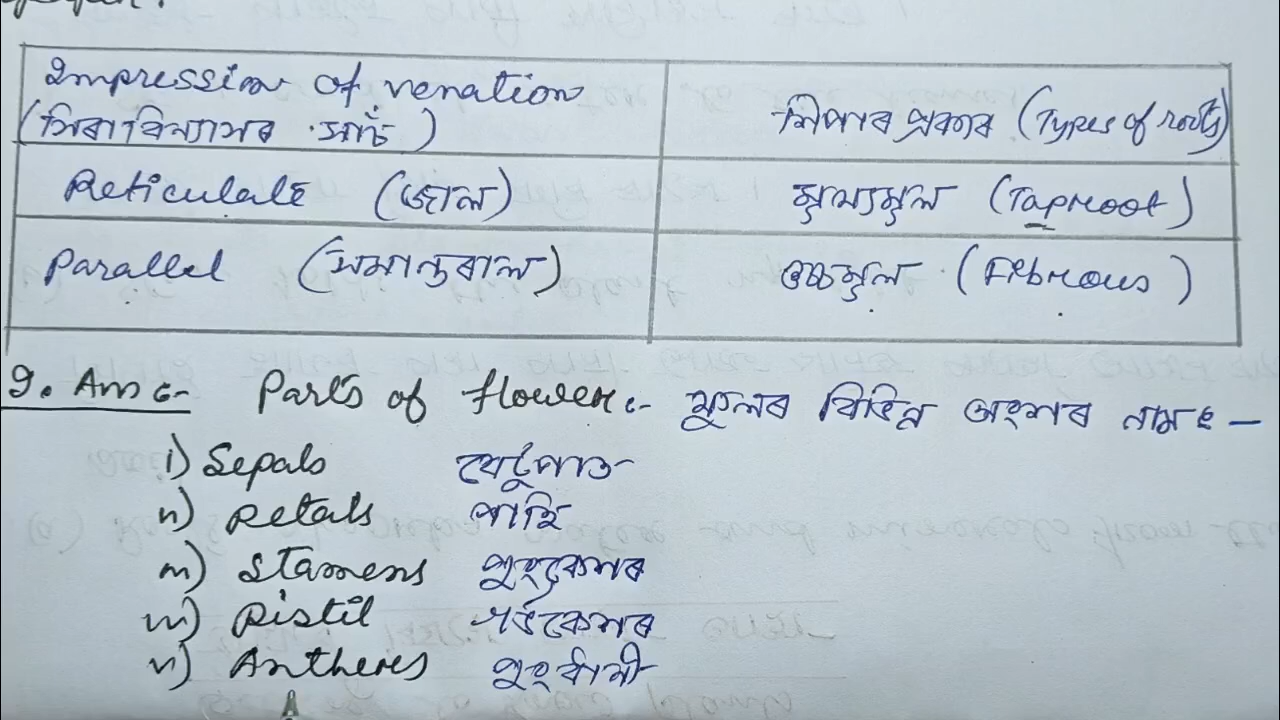 Impression of venation
(সিৰাবিন্যাসৰ সাঁচ)
শিপাৰ প্ৰকাৰ (Types of roots)
Reticulate (জাল)
মূখ্যমূল (Taproot)
Parallel (সমান্তৰাল)
গুচ্ছমূল (Fibrous)
9. Ans:- Parts of flower:- ফুলৰ বিভিন্ন অংশৰ নামঃ-
i) Sepals
ii) Petals পাহি
iii) Stamens পুংকেশৰ
iv) Pistil গৰ্ভকেশৰ
v) Antheres